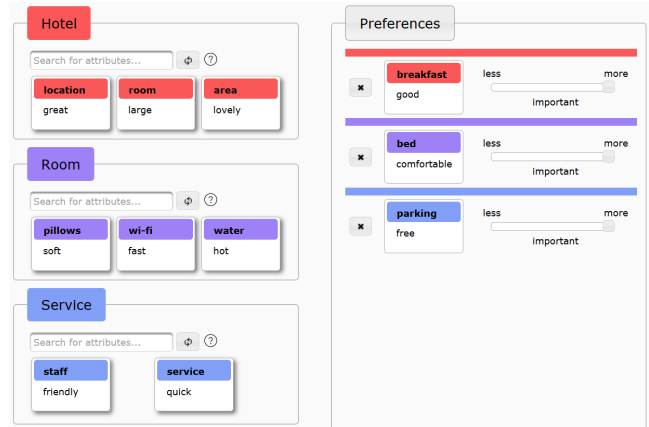 Hotel
Search for attributes... ?
location room area
great large lovely
Room
Search for attributes... ?
pillows wi-fi water
soft fast hot
Service
Search for attributes... ?
staff service
friendly quick
Preferences
breakfast less more
good
important
bed less more
comfortable
important
parking less more
free
important